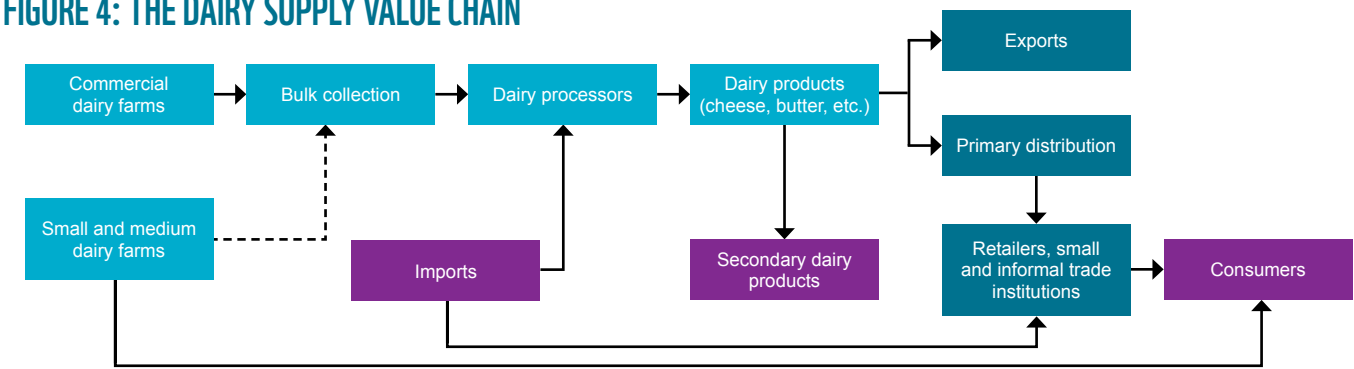 FIGURE 4: THE DAIRY SUPPLY VALUE CHAIN
Exports
Commercial
dairy farms
Bulk collection
Dairy processors
Dairy products
(cheese, butter, etc.)
Primary distribution
Small and medium
dairy farms
Imports
Secondary dairy
products
Retailers, small
and informal trade
institutions
Consumers